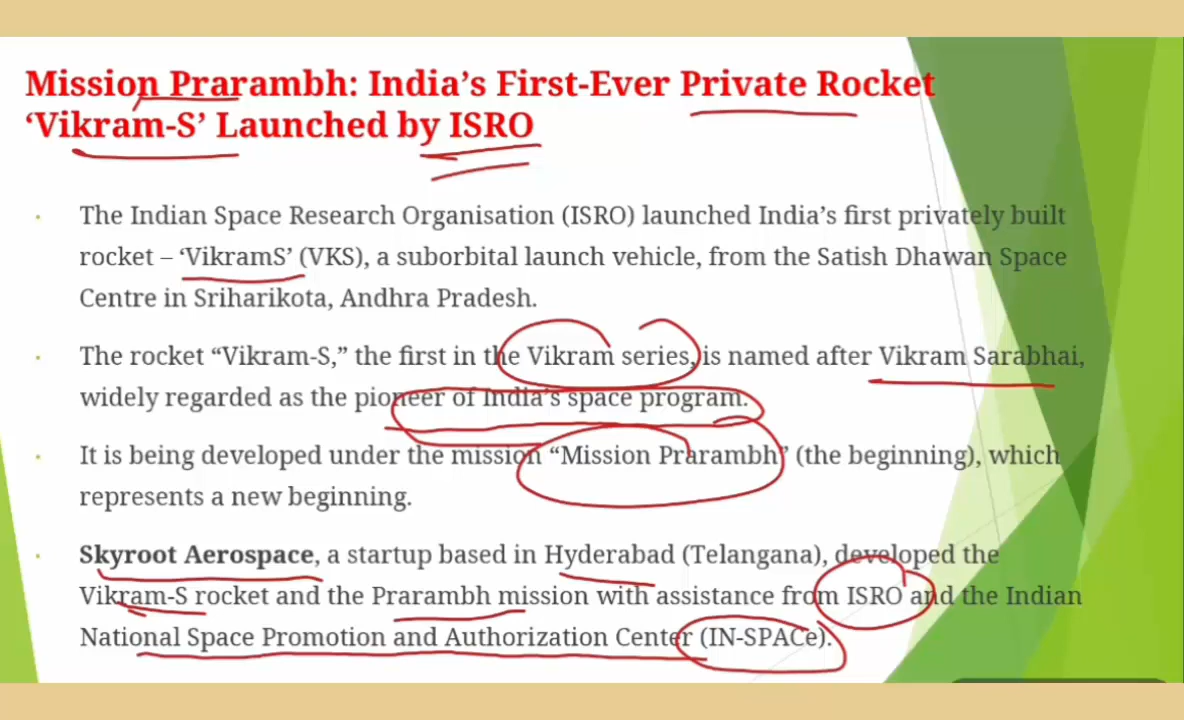 Mission Prarambh: India’s First-Ever Private Rocket
‘Vikram-S’ Launched by ISRO
The Indian Space Research Organisation (ISRO) launched India’s first privately built
rocket – ‘VikramS’ (VKS), a suborbital launch vehicle, from the Satish Dhawan Space
Centre in Sriharikota, Andhra Pradesh.
The rocket “Vikram-S,” the first in the Vikram series, is named after Vikram Sarabhai,
widely regarded as the pioneer of India’s space program.
It is being developed under the mission “Mission Prarambh” (the beginning), which
represents a new beginning.
Skyroot Aerospace, a startup based in Hyderabad (Telangana), developed the
Vikram-S rocket and the Prarambh mission with assistance from ISRO and the Indian
National Space Promotion and Authorization Center (IN-SPACe).